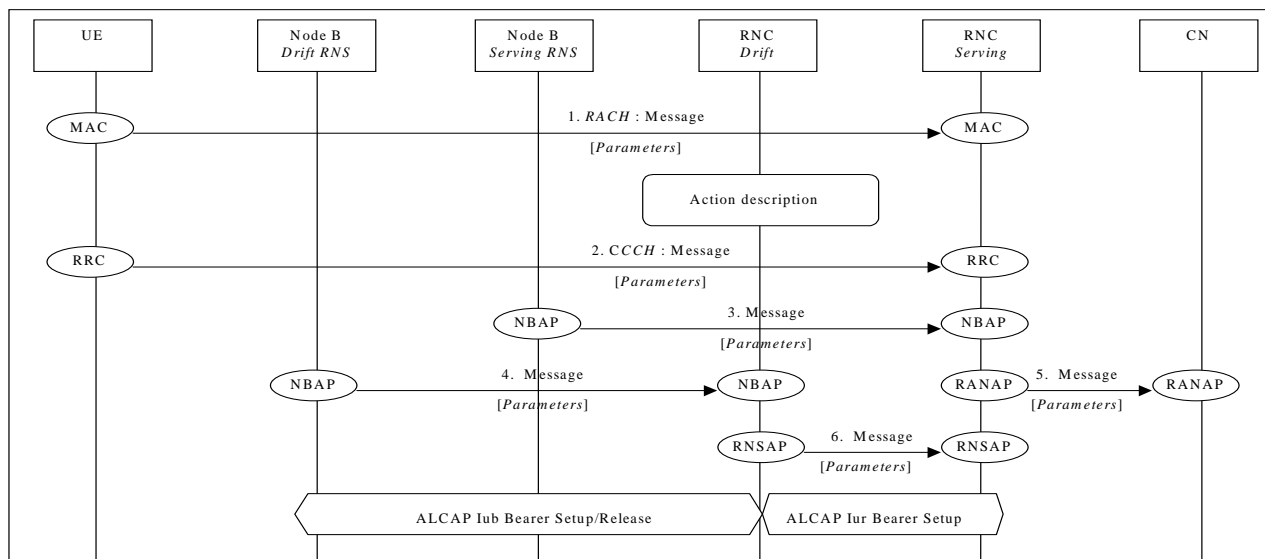 UE
Node B
Drift RNS
Node B
Serving RNS
RNC
Drift
RNC
Serving
CN
MAC
1. RACH : Message
[Parameters]
MAC
Action description
RRC
2. CCCH : Message
[Parameters]
RRC
NBAP
3. Message
[Parameters]
NBAP
NBAP
4. Message
[Parameters]
NBAP
RANAP
5. Message
[Parameters]
RANAP
RNSAP
6. Message
[Parameters]
RNSAP
ALCAP Iub Bearer Setup/Release
ALCAP Iur Bearer Setup